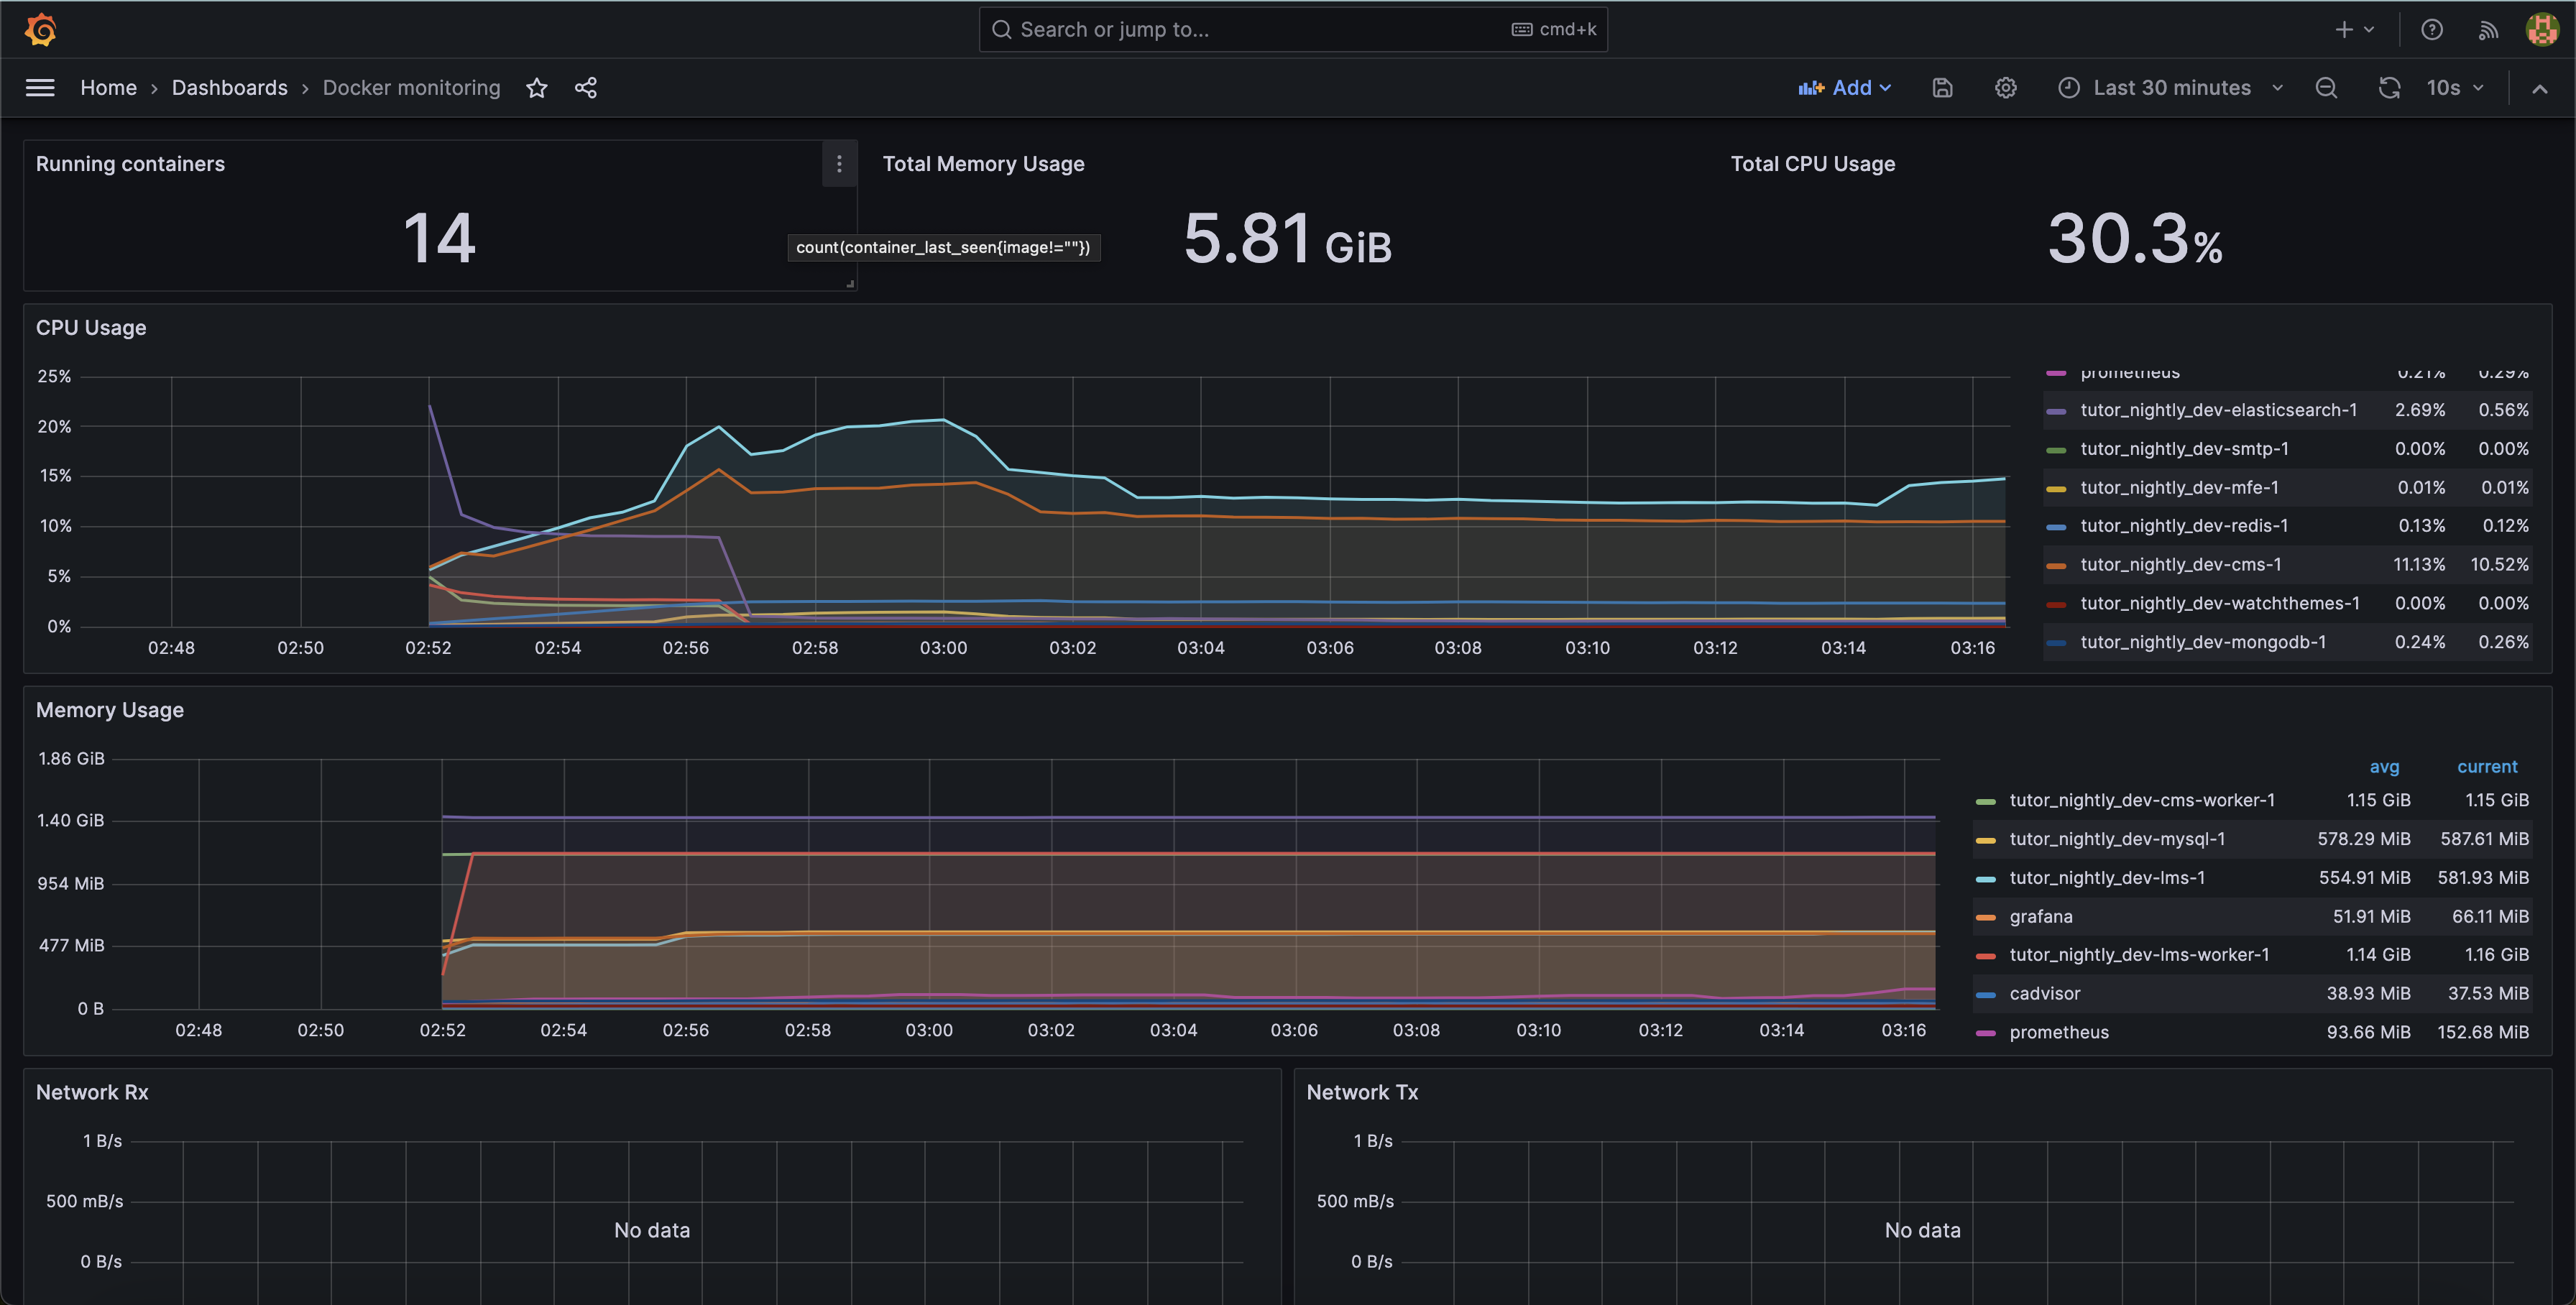 Search or jump to...
cmd+k
Home › Dashboards › Docker monitoring
Add
Last 30 minutes
10s
Running containers
14
count(container_last_seen{image!=""})
Total Memory Usage
5.81 GiB
Total CPU Usage
30.3%
CPU Usage
25%
20%
15%
10%
5%
0%
02:48 02:50 02:52 02:54 02:56 02:58 03:00 03:02 03:04 03:06 03:08 03:10 03:12 03:14 03:16
prometheus 0.21% 0.29%
tutor_nightly_dev-elasticsearch-1 2.69% 0.56%
tutor_nightly_dev-smtp-1 0.00% 0.00%
tutor_nightly_dev-mfe-1 0.01% 0.01%
tutor_nightly_dev-redis-1 0.13% 0.12%
tutor_nightly_dev-cms-1 11.13% 10.52%
tutor_nightly_dev-watchthemes-1 0.00% 0.00%
tutor_nightly_dev-mongodb-1 0.24% 0.26%
Memory Usage
1.86 GiB
1.40 GiB
954 MiB
477 MiB
0 B
02:48 02:50 02:52 02:54 02:56 02:58 03:00 03:02 03:04 03:06 03:08 03:10 03:12 03:14 03:16
avg current
tutor_nightly_dev-cms-worker-1 1.15 GiB 1.15 GiB
tutor_nightly_dev-mysql-1 578.29 MiB 587.61 MiB
tutor_nightly_dev-lms-1 554.91 MiB 581.93 MiB
grafana 51.91 MiB 66.11 MiB
tutor_nightly_dev-lms-worker-1 1.14 GiB 1.16 GiB
cadvisor 38.93 MiB 37.53 MiB
prometheus 93.66 MiB 152.68 MiB
Network Rx
1 B/s
500 mB/s
0 B/s
No data
Network Tx
1 B/s
500 mB/s
0 B/s
No data